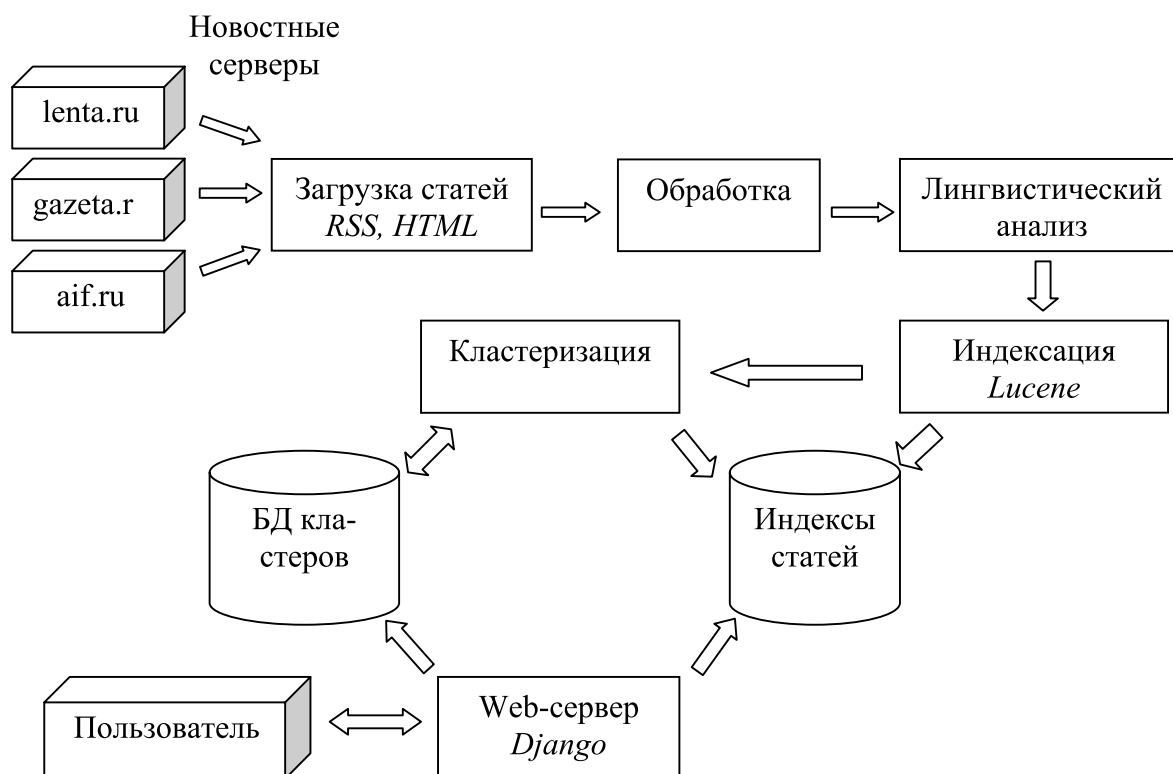 Новостные
серверы
lenta.ru
gazeta.r
aif.ru
Загрузка статей
RSS, HTML
Обработка
Лингвистический
анализ
Кластеризация
Индексация
Lucene
БД кла-
стеров
Индексы
статей
Пользователь
Web-сервер
Django